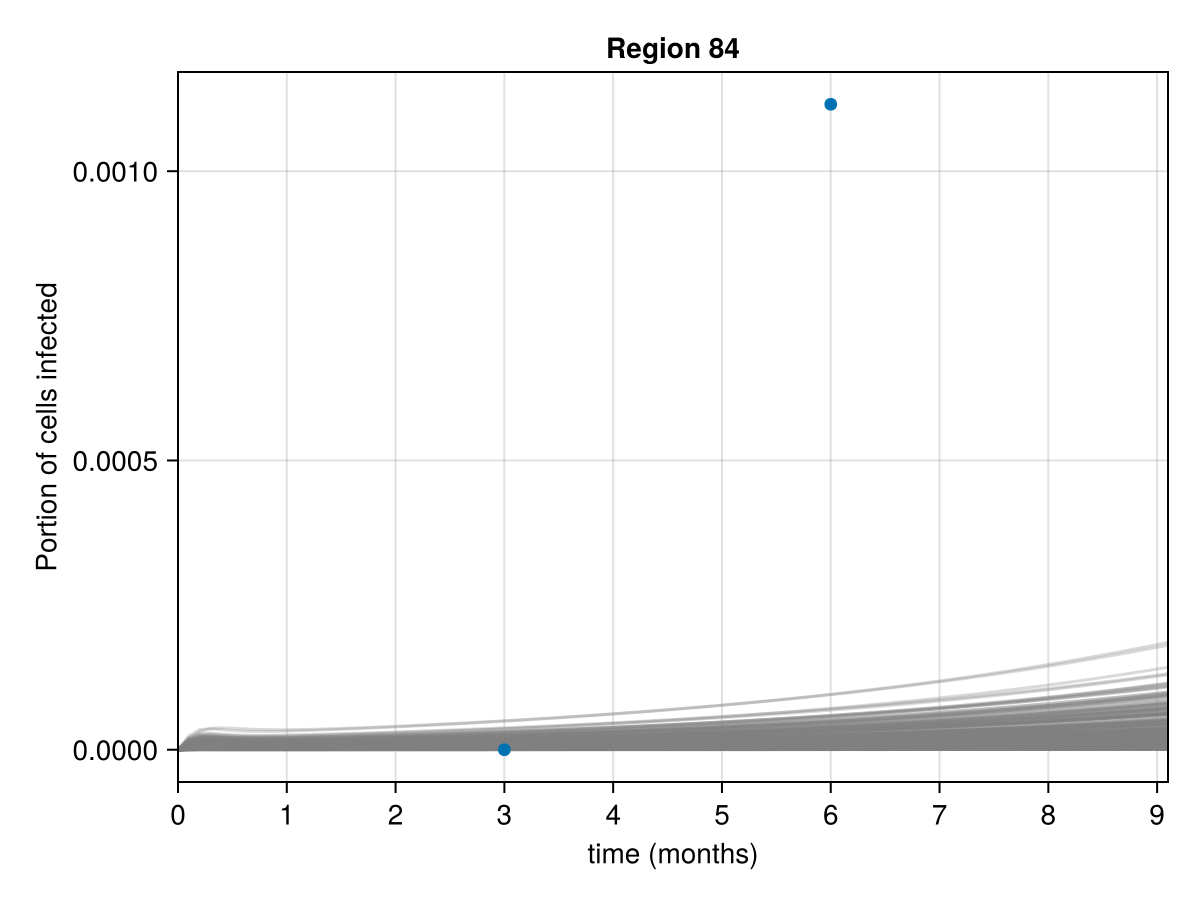 Region 84
Portion of cells infected
0.0010
0.0005
0.0000
0 1 2 3 4 5 6 7 8 9
time (months)